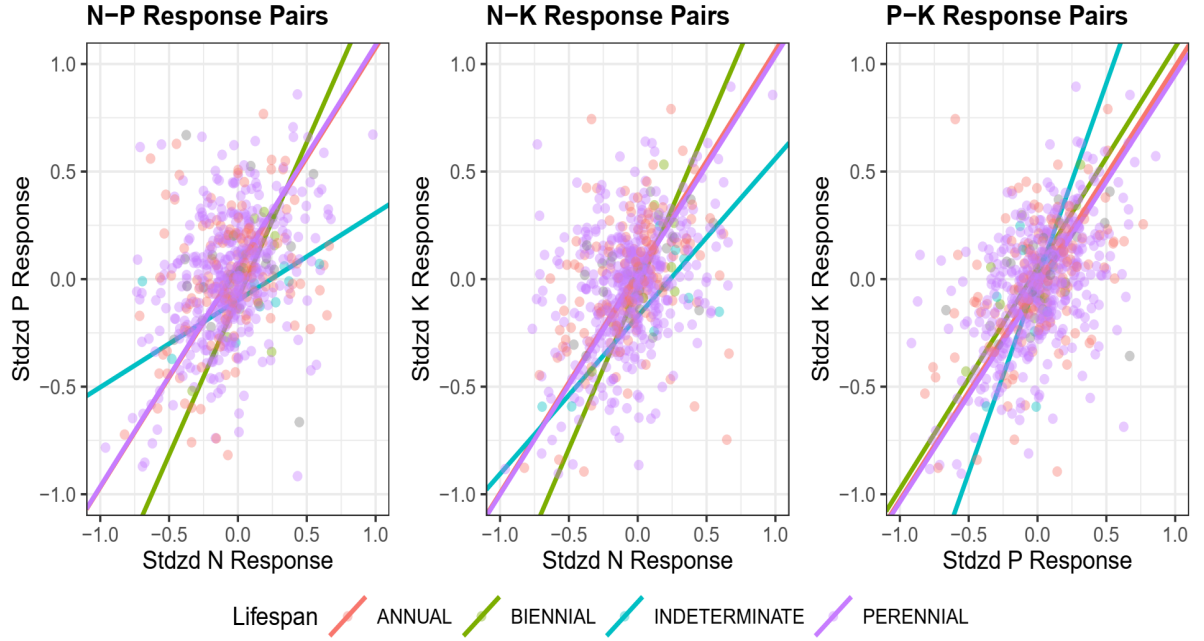 N−P Response Pairs
N−K Response Pairs
P−K Response Pairs
Stdzd P Response
1.0
0.5
0.0
−0.5
−1.0
−1.0 −0.5 0.0 0.5 1.0
Stdzd N Response
Stdzd K Response
1.0
0.5
0.0
−0.5
−1.0
−1.0 −0.5 0.0 0.5 1.0
Stdzd N Response
Stdzd K Response
1.0
0.5
0.0
−0.5
−1.0
−1.0 −0.5 0.0 0.5 1.0
Stdzd P Response
Lifespan ANNUAL BIENNIAL INDETERMINATE PERENNIAL